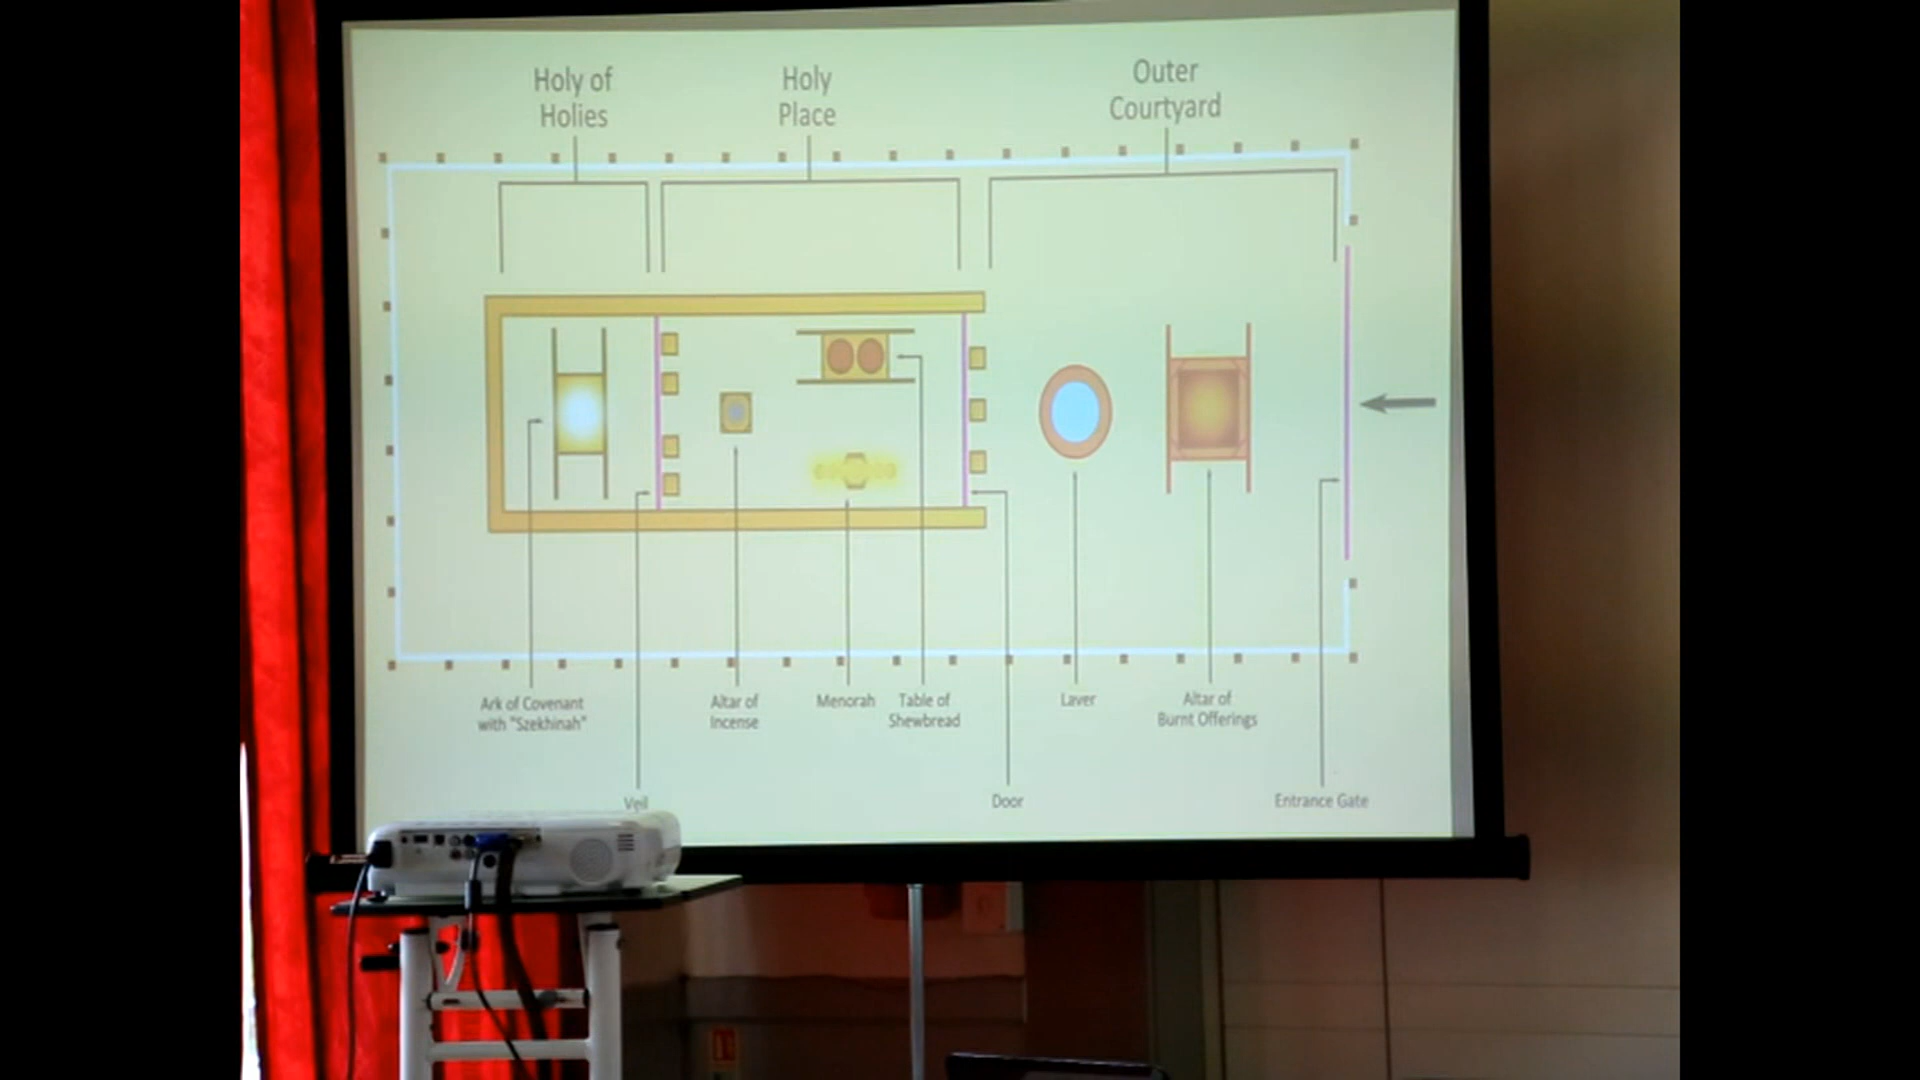 Holy of
Holies
Holy
Place
Outer
Courtyard
Ark of Covenant
with "Szekhinah"
Altar of
Incense
Menorah
Table of
Shewbread
Laver
Altar of
Burnt Offerings
Veil
Door
Entrance Gate